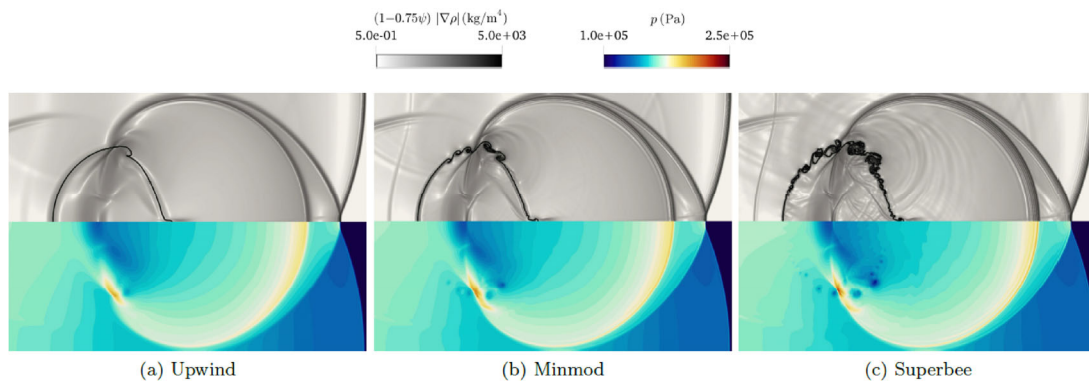 (1−0.75ψ) |∇ρ| (kg/m⁴)
5.0e-01 5.0e+03
p (Pa)
1.0e+05 2.5e+05
(a) Upwind
(b) Minmod
(c) Superbee